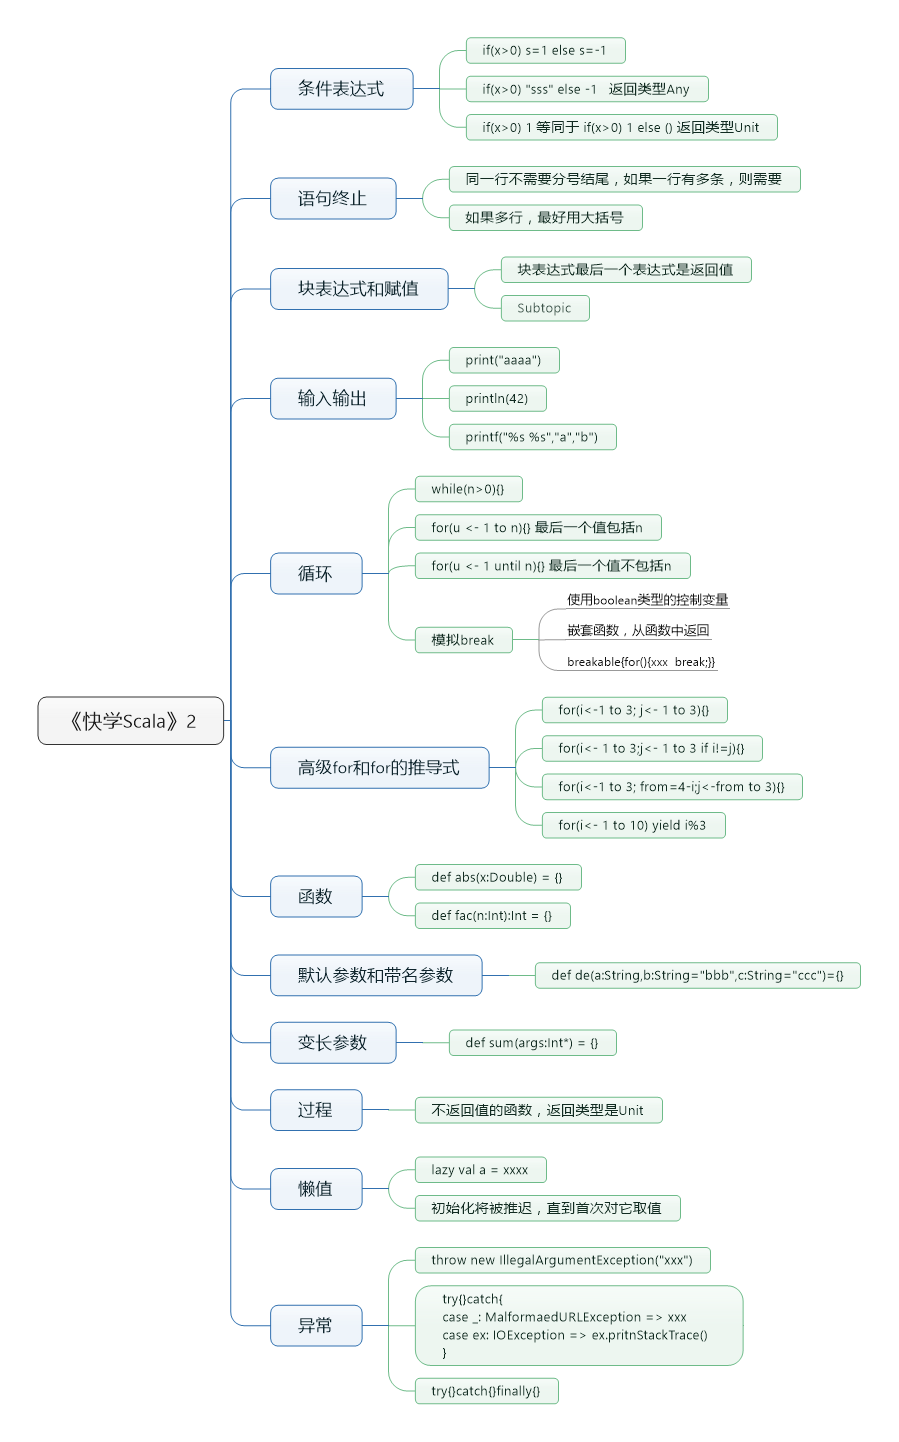 《快学Scala》2
条件表达式
if(x>0) s=1 else s=-1
if(x>0) "sss" else -1   返回类型Any
if(x>0) 1 等同于 if(x>0) 1 else () 返回类型Unit
语句终止
同一行不需要分号结尾，如果一行有多条，则需要
如果多行，最好用大括号
块表达式和赋值
块表达式最后一个表达式是返回值
Subtopic
输入输出
print("aaaa")
println(42)
printf("%s %s","a","b")
循环
while(n>0){}
for(u <- 1 to n){} 最后一个值包括n
for(u <- 1 until n){} 最后一个值不包括n
模拟break
使用boolean类型的控制变量
嵌套函数，从函数中返回
breakable{for(){xxx  break;}}
高级for和for的推导式
for(i<-1 to 3; j<- 1 to 3){}
for(i<- 1 to 3;j<- 1 to 3 if i!=j){}
for(i<-1 to 3; from=4-i;j<-from to 3){}
for(i<- 1 to 10) yield i%3
函数
def abs(x:Double) = {}
def fac(n:Int):Int = {}
默认参数和带名参数
def de(a:String,b:String="bbb",c:String="ccc")={}
变长参数
def sum(args:Int*) = {}
过程
不返回值的函数，返回类型是Unit
懒值
lazy val a = xxxx
初始化将被推迟，直到首次对它取值
异常
throw new IllegalArgumentException("xxx")
try{}catch{
case _: MalformaedURLException => xxx
case ex: IOException => ex.pritnStackTrace()
}
try{}catch{}finally{}